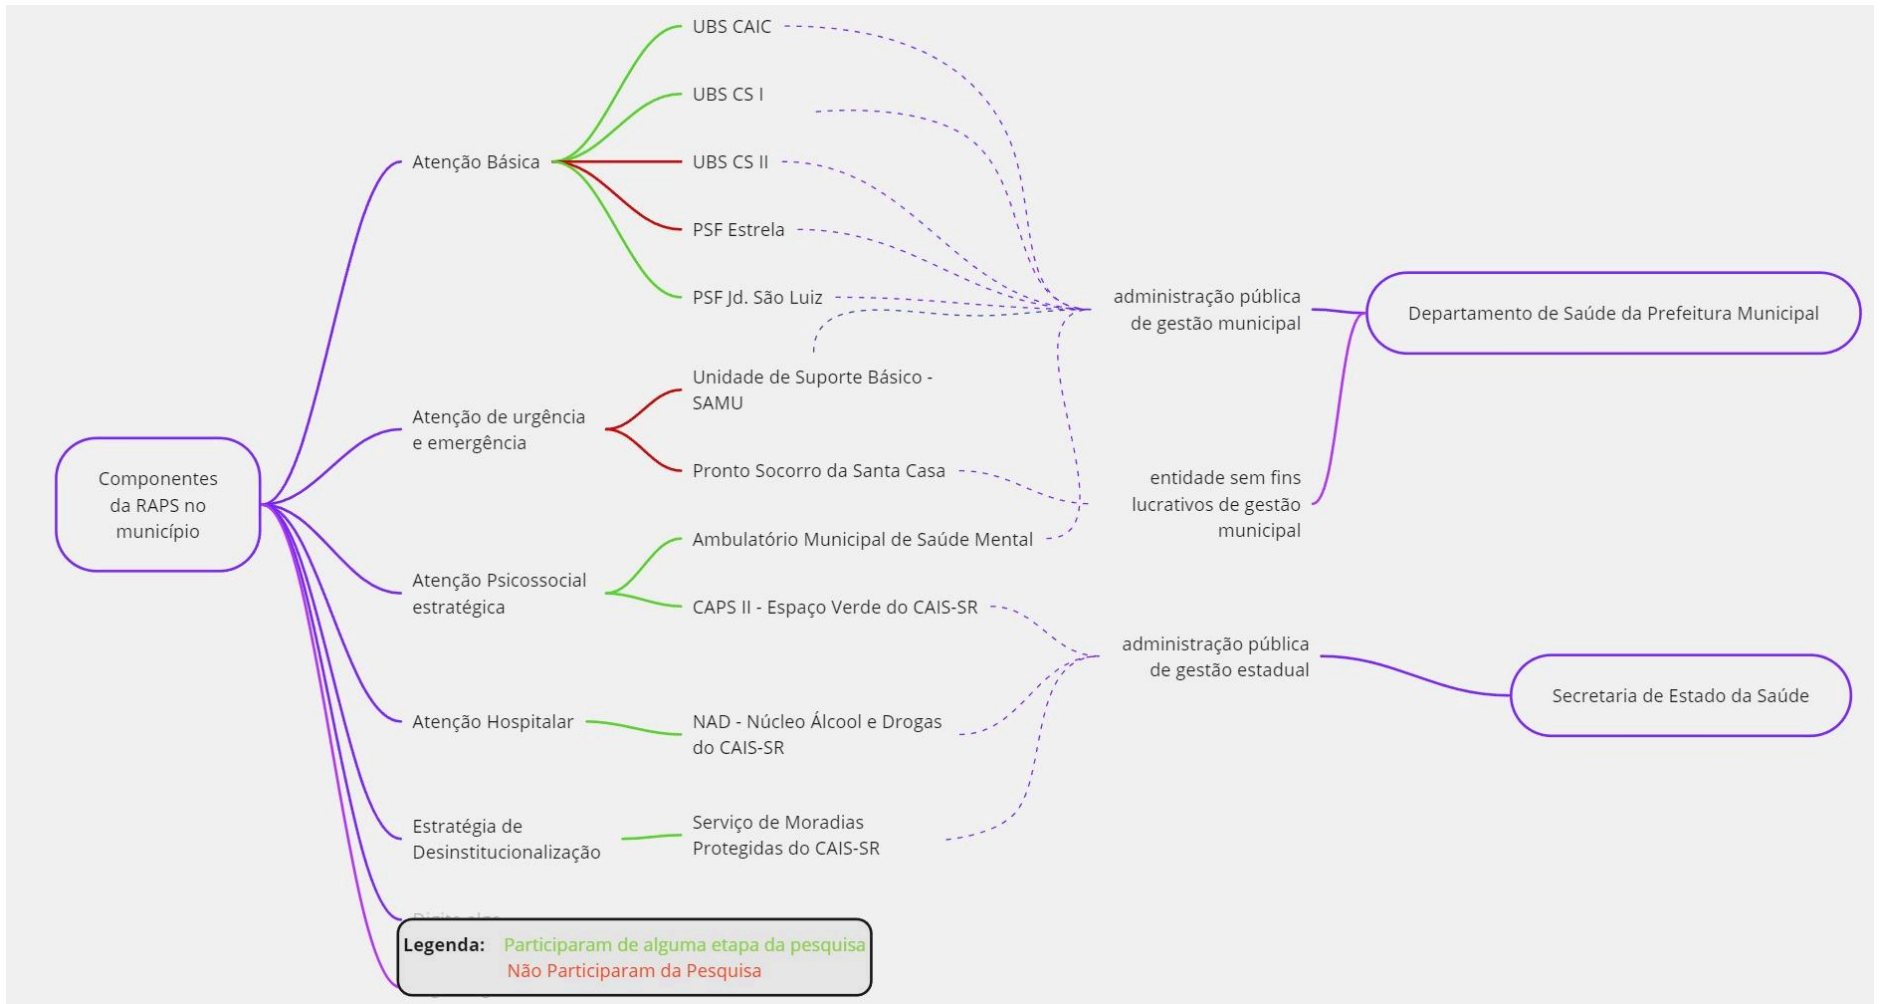 UBS CAIC
UBS CS I
Atenção Básica
UBS CS II
PSF Estrela
PSF Jd. São Luiz
administração pública
de gestão municipal
Departamento de Saúde da Prefeitura Municipal
Atenção de urgência
e emergência
Unidade de Suporte Básico -
SAMU
Pronto Socorro da Santa Casa
entidade sem fins
lucrativos de gestão
municipal
Componentes
da RAPS no
município
Atenção Psicossocial
estratégica
Ambulatório Municipal de Saúde Mental
CAPS II - Espaço Verde do CAIS-SR
administração pública
de gestão estadual
Secretaria de Estado da Saúde
Atenção Hospitalar
NAD - Núcleo Álcool e Drogas
do CAIS-SR
Estratégia de
Desinstitucionalização
Serviço de Moradias
Protegidas do CAIS-SR
Legenda: Participaram de alguma etapa da pesquisa
Não Participaram da Pesquisa